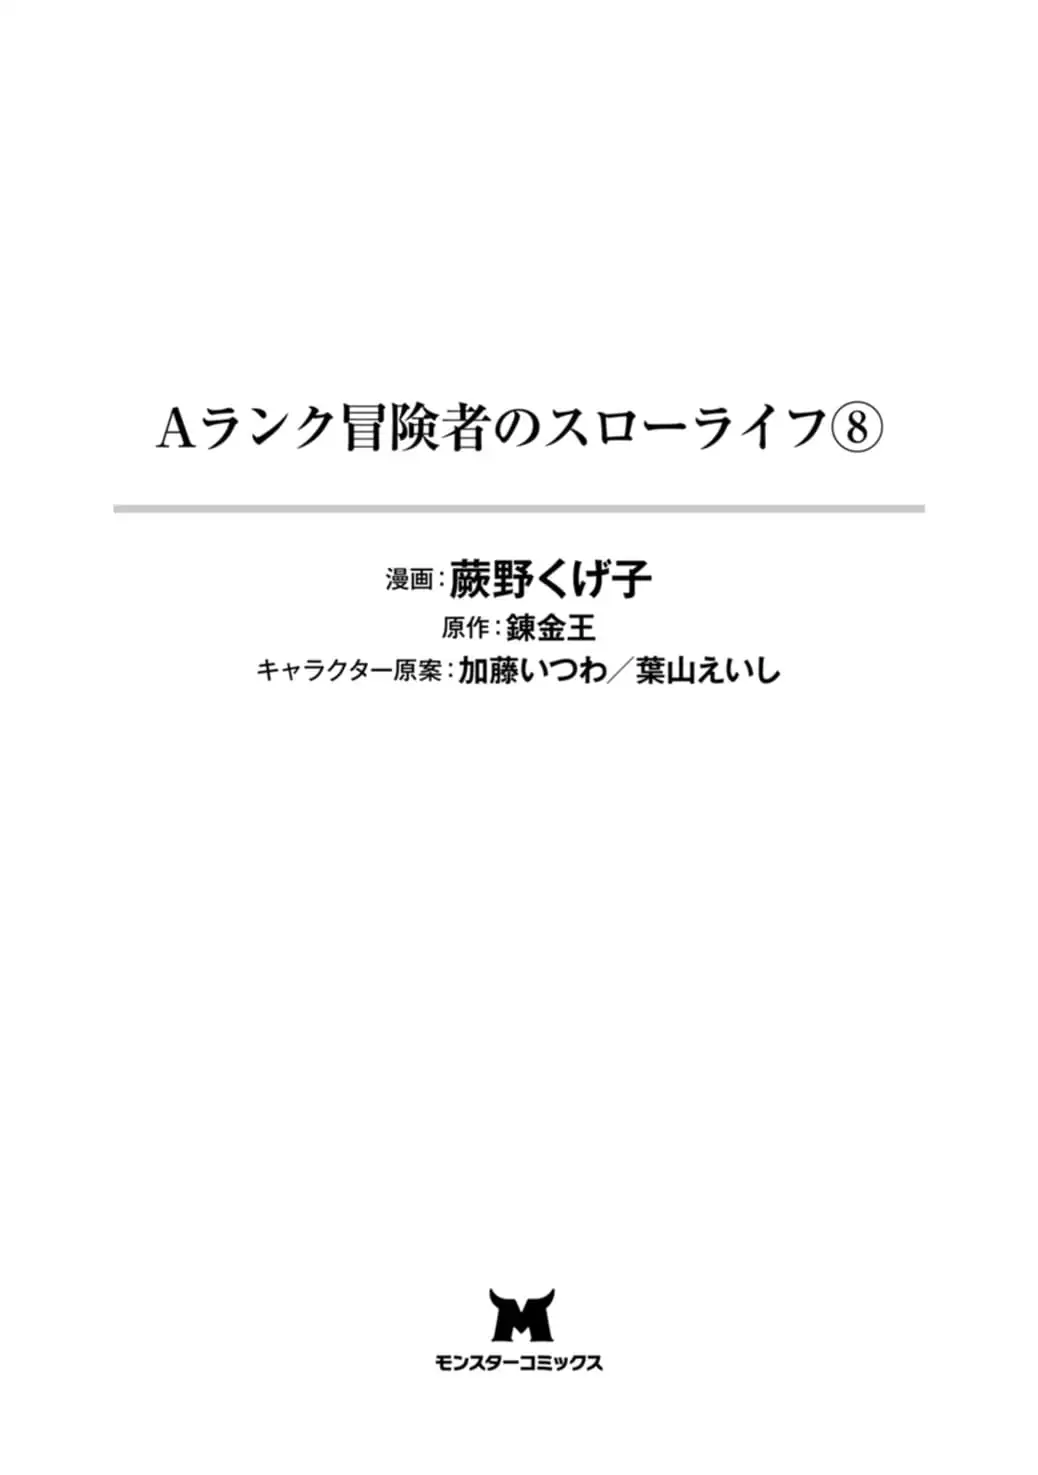 Aランク冒険者のスローライフ⑧
漫画:蕨野くげ子
原作:錬金王
キャラクター原案:加藤いつわ／葉山えいし
M
モンスターコミックス